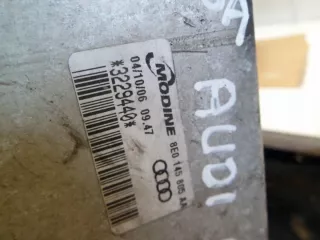 MODINE
8E0 145 805 AA
04/10/06 09.47
*3229440*
AUDI